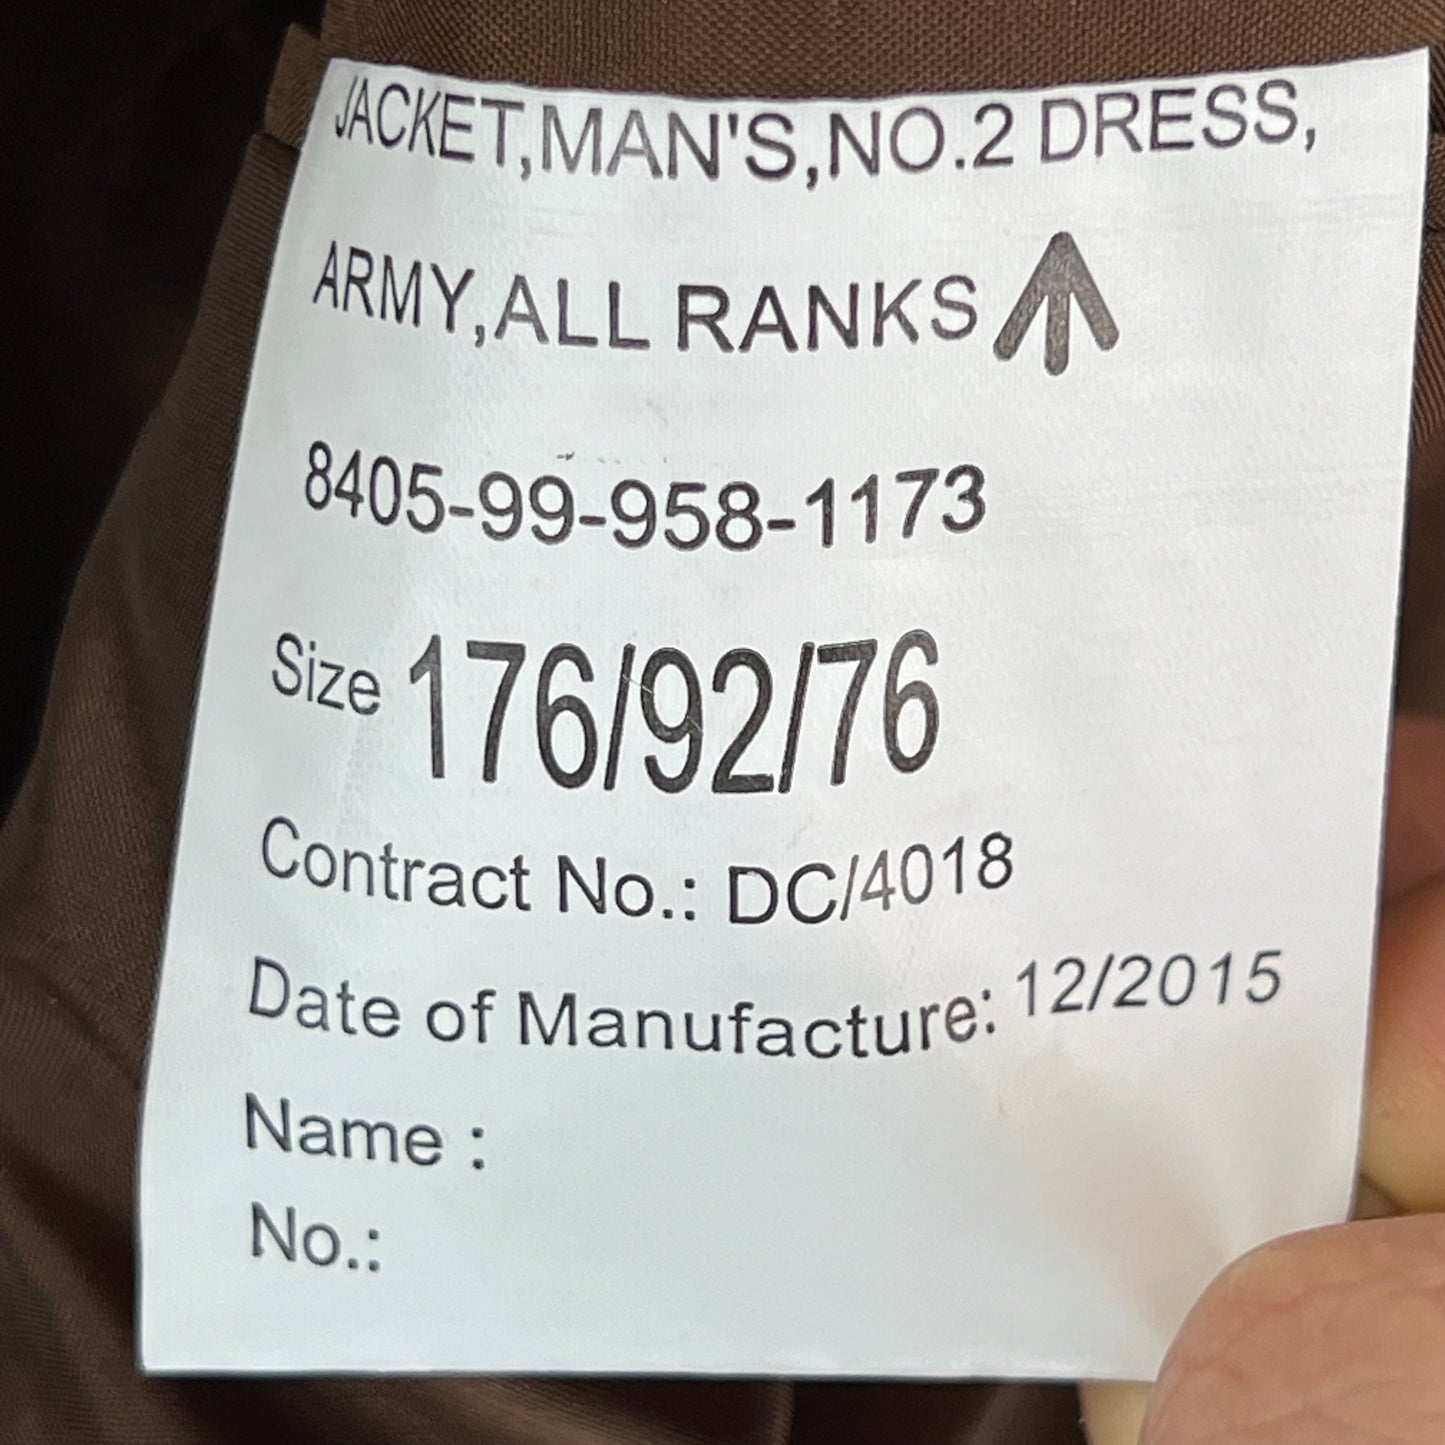 JACKET,MAN'S,NO.2 DRESS,
ARMY,ALL RANKS
8405-99-958-1173
Size 176/92/76
Contract No.: DC/4018
Date of Manufacture: 12/2015
Name :
No.: